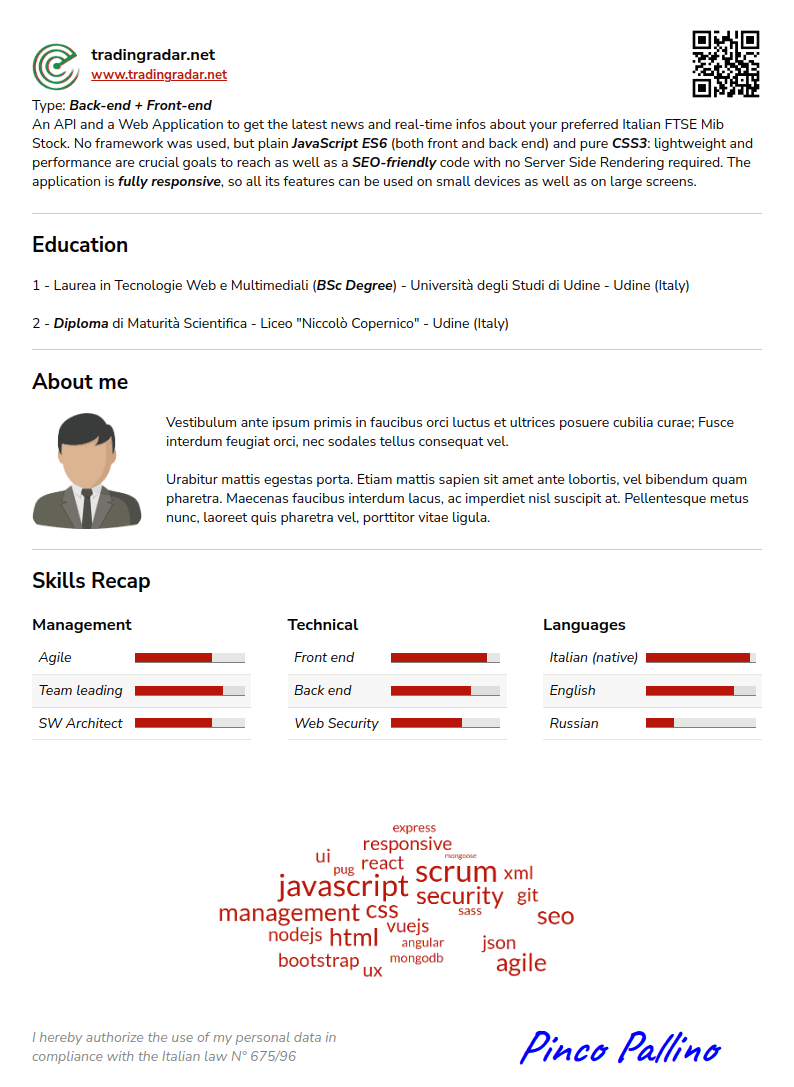 tradingradar.net
www.tradingradar.net
Type: Back-end + Front-end
An API and a Web Application to get the latest news and real-time infos about your preferred Italian FTSE Mib
Stock. No framework was used, but plain JavaScript ES6 (both front and back end) and pure CSS3: lightweight and
performance are crucial goals to reach as well as a SEO-friendly code with no Server Side Rendering required. The
application is fully responsive, so all its features can be used on small devices as well as on large screens.
Education
1 - Laurea in Tecnologie Web e Multimediali (BSc Degree) - Università degli Studi di Udine - Udine (Italy)
2 - Diploma di Maturità Scientifica - Liceo "Niccolò Copernico" - Udine (Italy)
About me
Vestibulum ante ipsum primis in faucibus orci luctus et ultrices posuere cubilia curae; Fusce
interdum feugiat orci, nec sodales tellus consequat vel.
Urabitur mattis egestas porta. Etiam mattis sapien sit amet ante lobortis, vel bibendum quam
pharetra. Maecenas faucibus interdum lacus, ac imperdiet nisl suscipit at. Pellentesque metus
nunc, laoreet quis pharetra vel, porttitor vitae ligula.
Skills Recap
Management
Agile
Team leading
SW Architect
Technical
Front end
Back end
Web Security
Languages
Italian (native)
English
Russian
express
responsive
ui
pug
react
mongoose
scrum
xml
javascript
security
git
management
css
sass
seo
nodejs
html
vuejs
angular
json
bootstrap
ux
mongodb
agile
I hereby authorize the use of my personal data in
compliance with the Italian law N° 675/96
Pinco Pallino